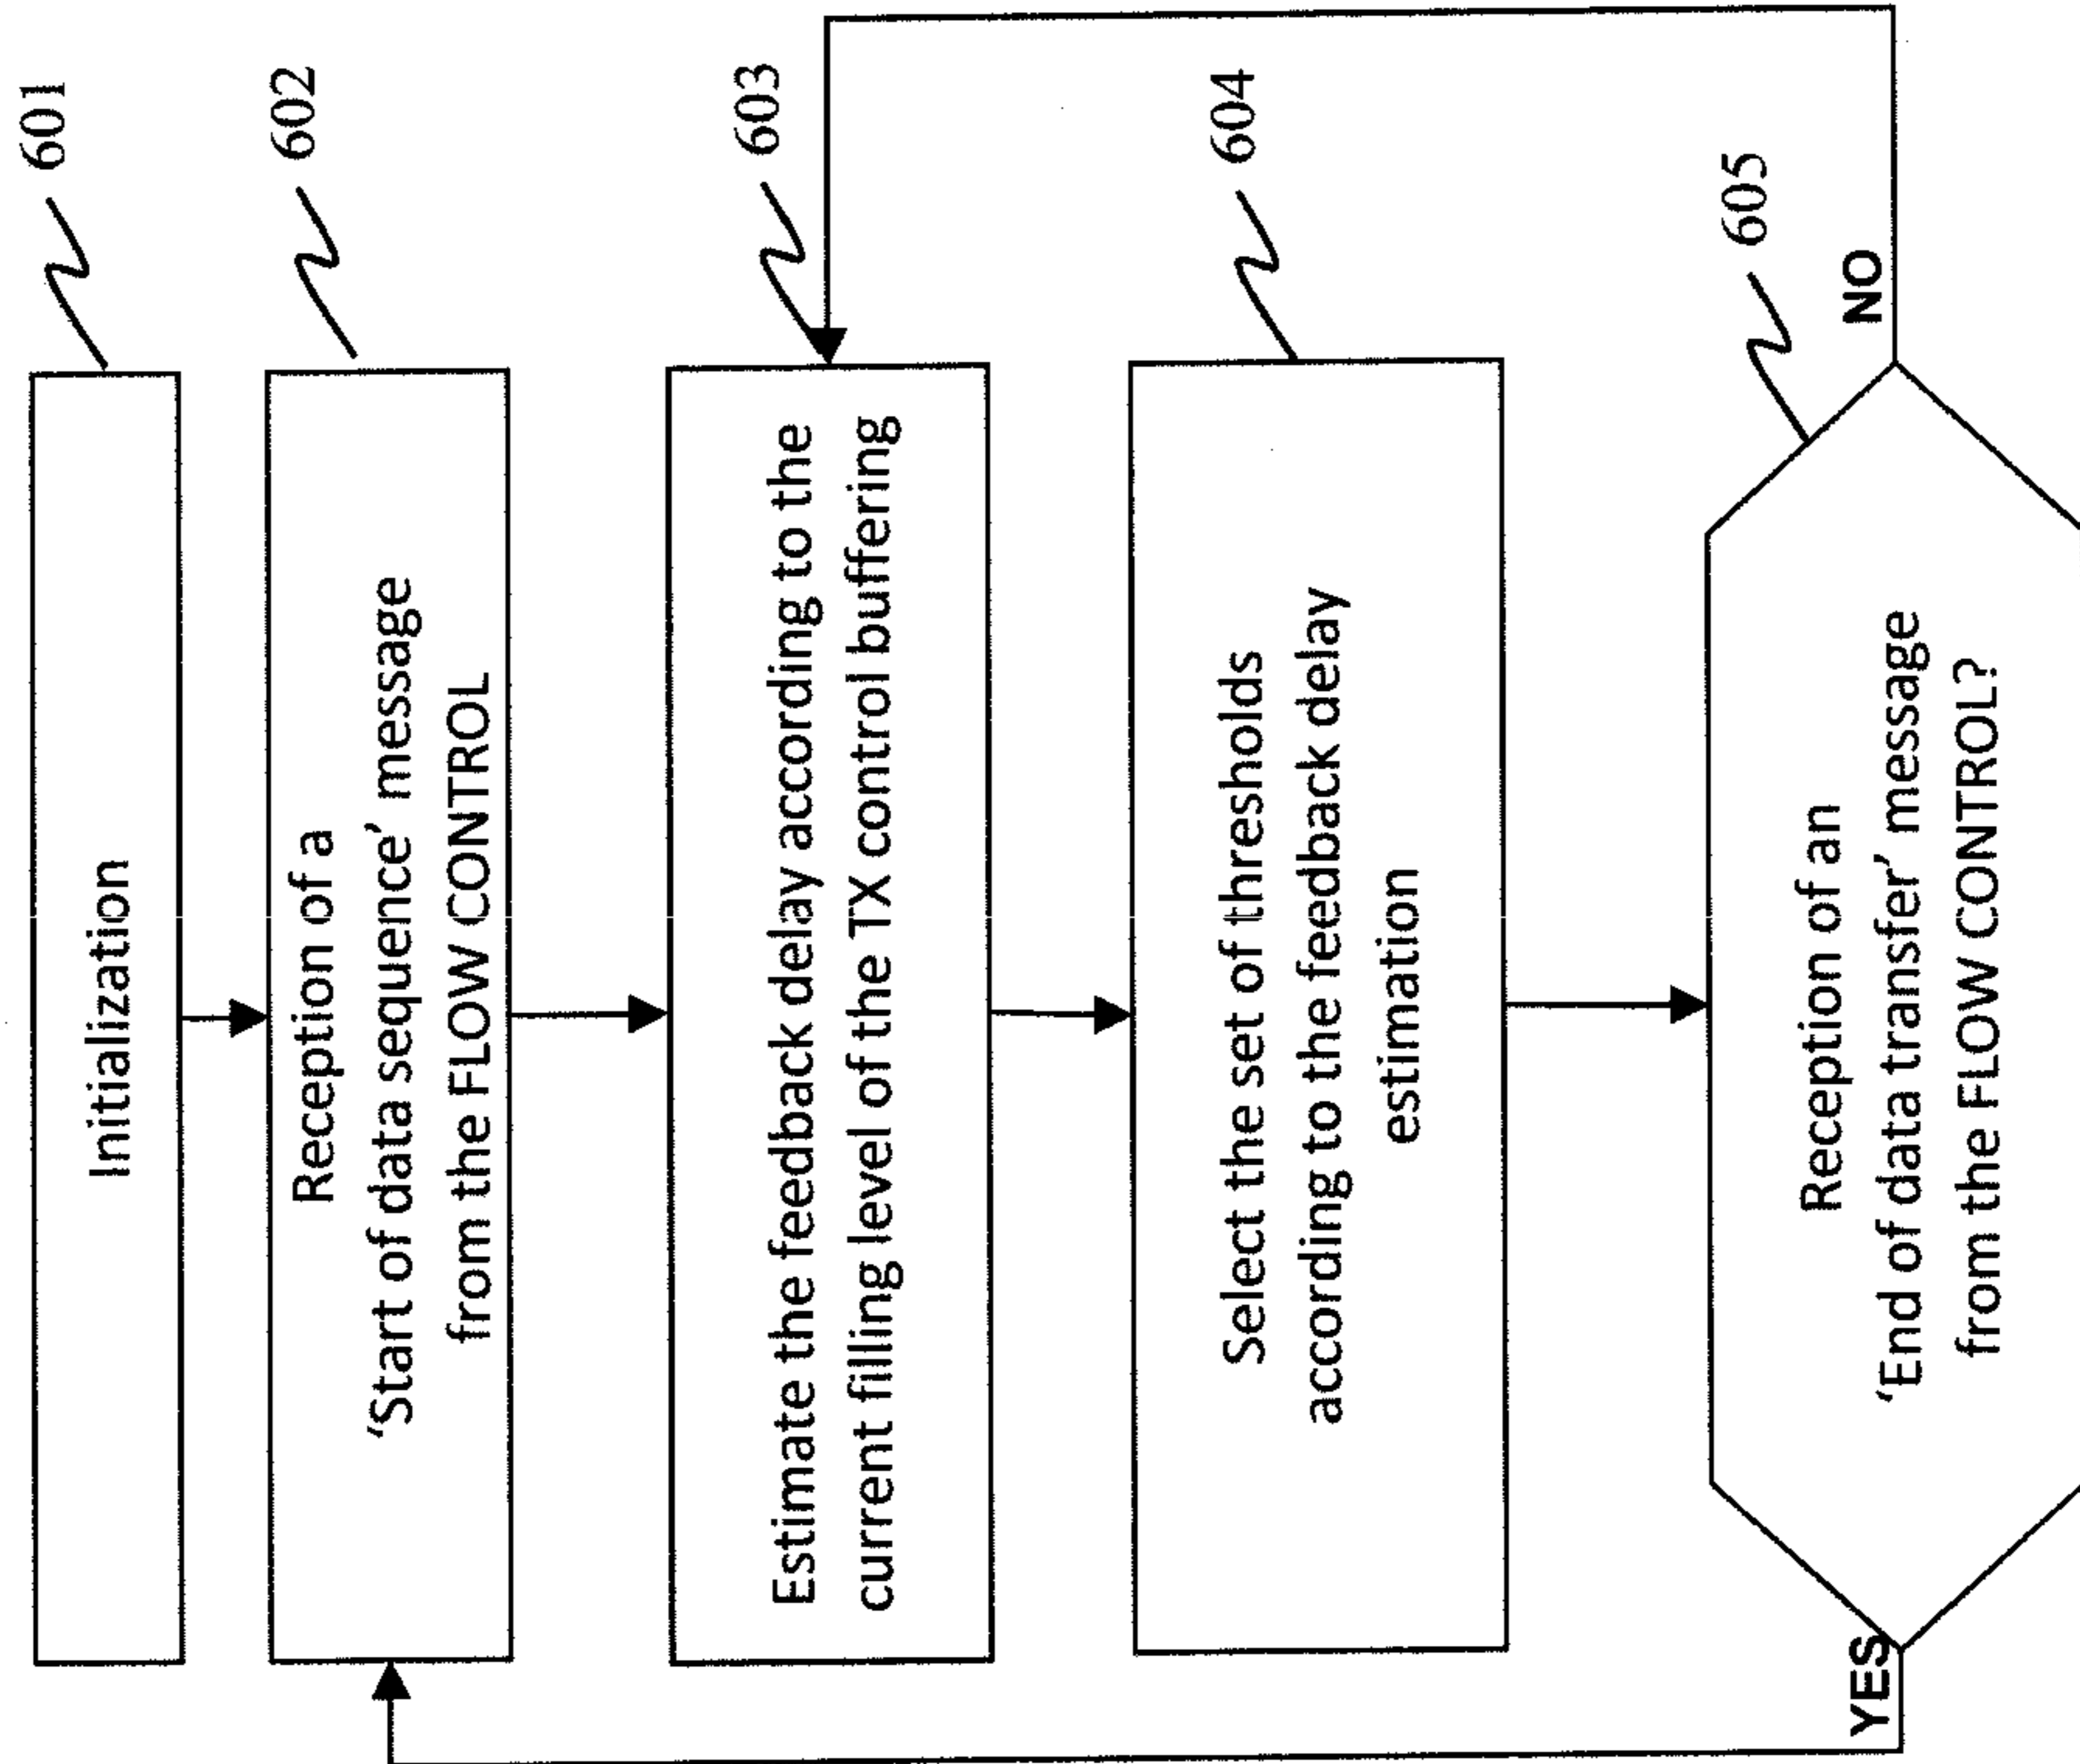 601
Initialization
602
Reception of a
‘Start of data sequence’ message
from the FLOW CONTROL
603
Estimate the feedback delay according to the
current filling level of the TX control buffering
604
Select the set of thresholds
according to the feedback delay
estimation
605
Reception of an
‘End of data transfer’ message
from the FLOW CONTROL?
YES
NO